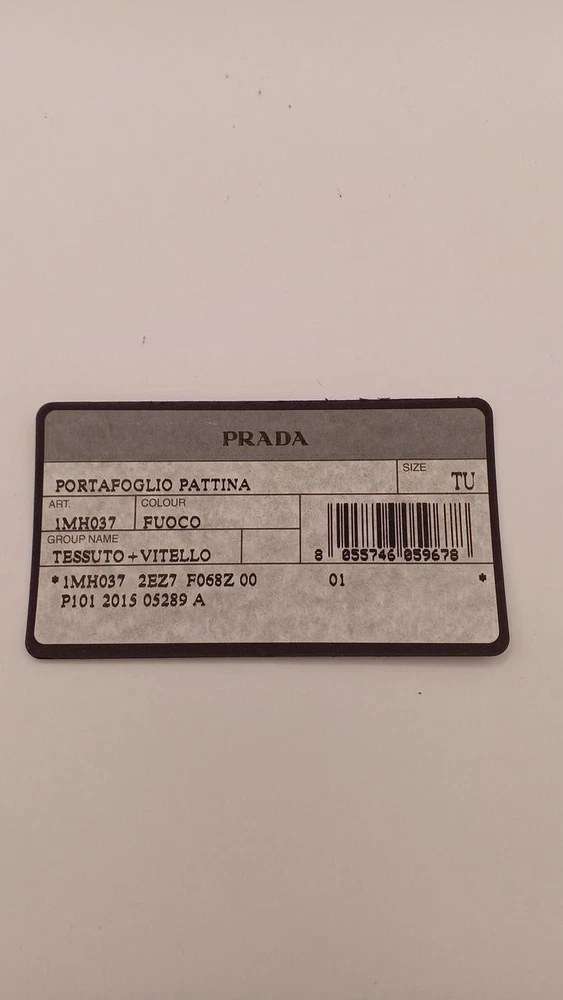 PRADA
PORTAFOGLIO PATTINA
SIZE
TU
ART. COLOUR
1MH037 FUOCO
GROUP NAME
TESSUTO+VITELLO
8 055746 059678
*1MH037 2EZ7 F068Z 00 01 *
P101 2015 05289 A